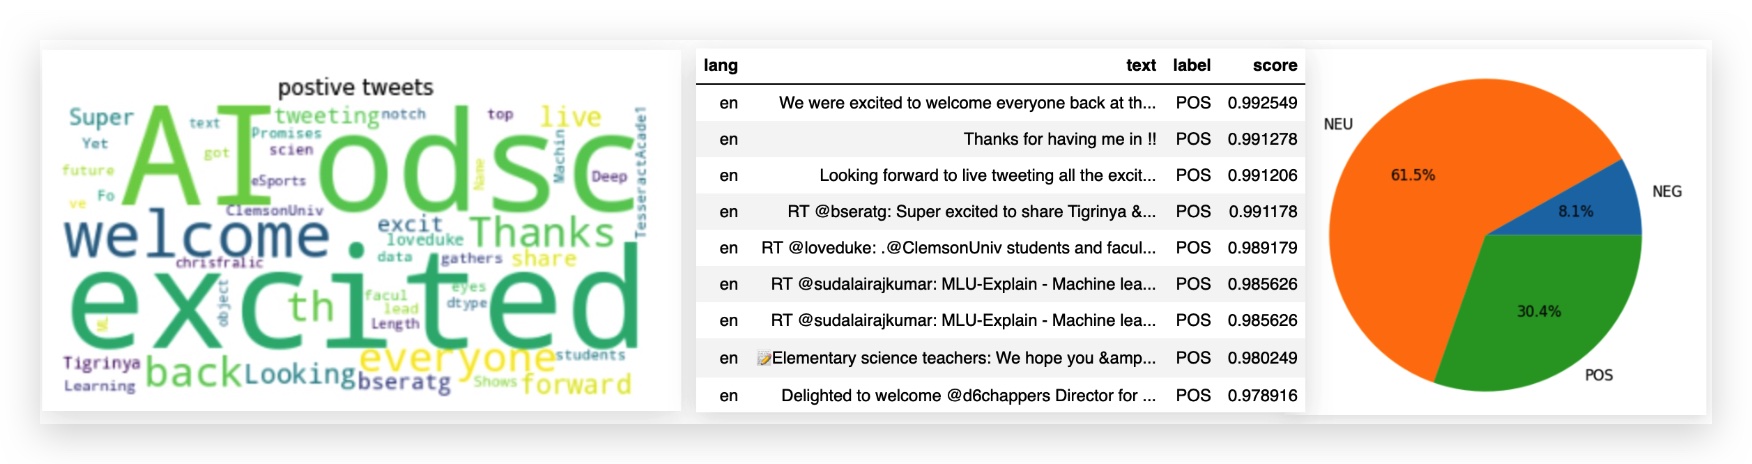 postive tweets
Super
AI
odsc
tweeting
notch
top
live
text
Promises
Yet
got
scien
Machin
TesseractAcade1
future
eSports
Name
Deep
Fo
ve
ClemsonUniv
welcome
excit
Thanks
loveduke
chrisfralic
data
gathers
share
excited
object
th
facul
eyes
lead
dtype
Length
Tigrinya
back
Looking
everyone
students
Learning
bseratg
Shows
forward
lang text label score
en We were excited to welcome everyone back at th... POS 0.992549
en Thanks for having me in !! POS 0.991278
en Looking forward to live tweeting all the excit... POS 0.991206
en RT @bseratg: Super excited to share Tigrinya &... POS 0.991178
en RT @loveduke: .@ClemsonUniv students and facul... POS 0.989179
en RT @sudalairajkumar: MLU-Explain - Machine lea... POS 0.985626
en RT @sudalairajkumar: MLU-Explain - Machine lea... POS 0.985626
en 📝Elementary science teachers: We hope you &amp... POS 0.980249
en Delighted to welcome @d6chappers Director for ... POS 0.978916
NEU
61.5%
NEG
8.1%
30.4%
POS